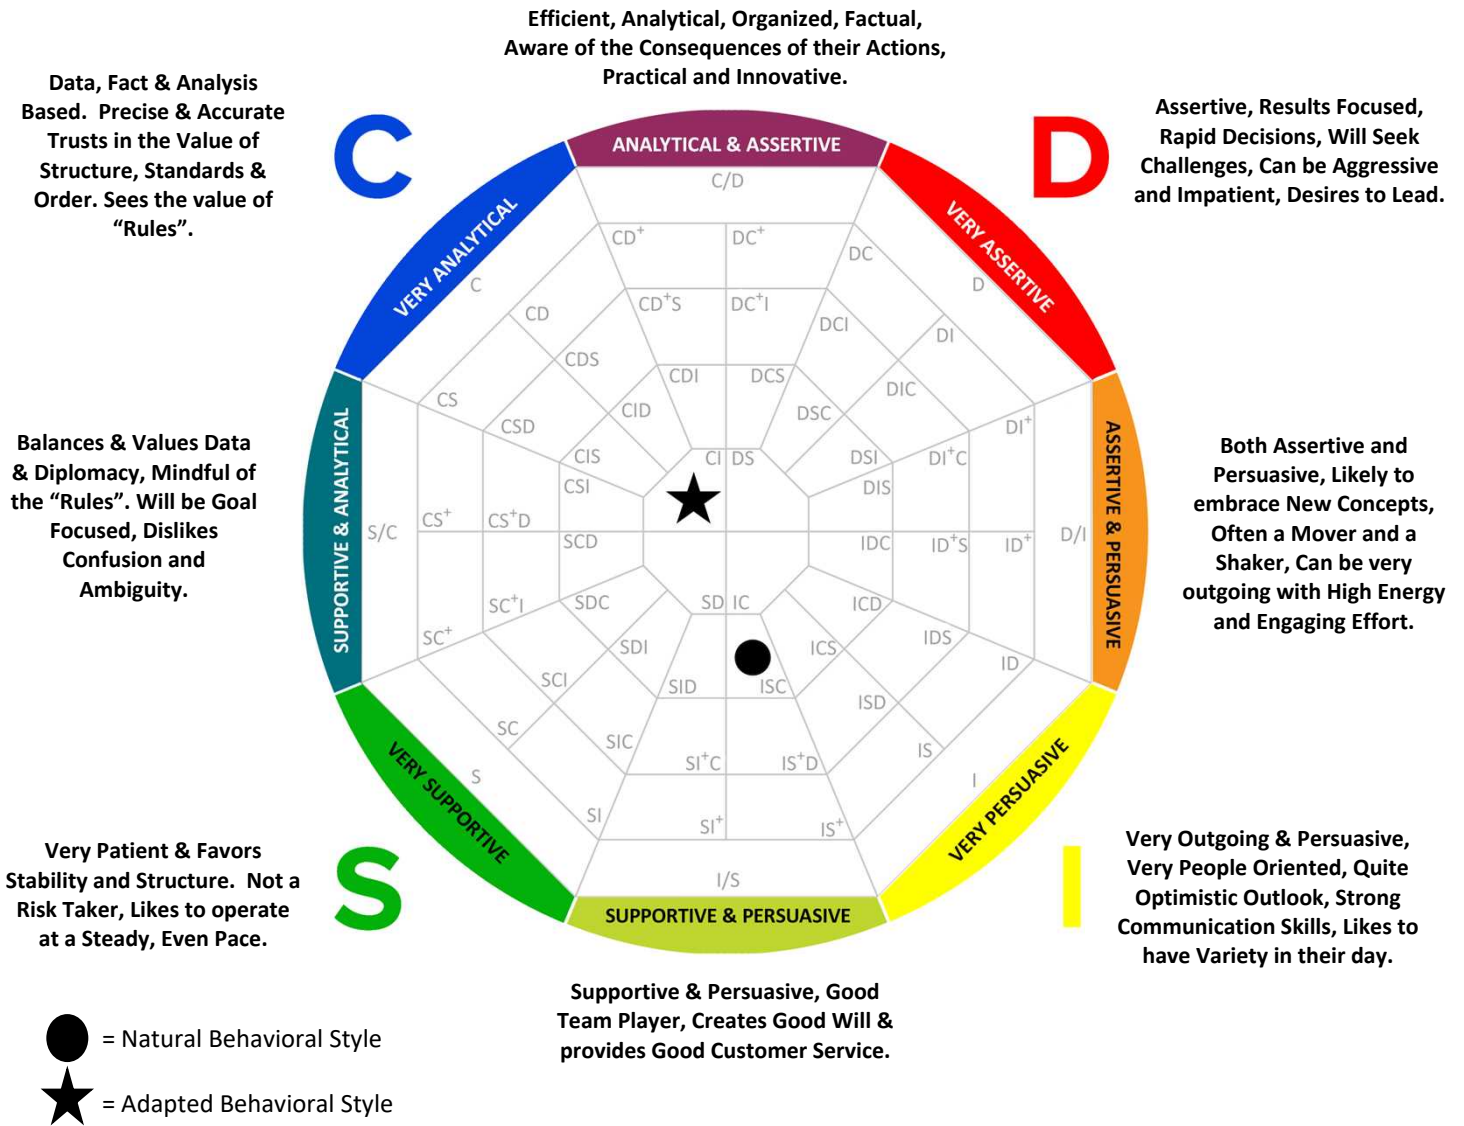 Efficient, Analytical, Organized, Factual,
Aware of the Consequences of their Actions,
Practical and Innovative.
Data, Fact & Analysis
Based. Precise & Accurate
Trusts in the Value of
Structure, Standards &
Order. Sees the value of
“Rules”.
C
D
Assertive, Results Focused,
Rapid Decisions, Will Seek
Challenges, Can be Aggressive
and Impatient, Desires to Lead.
ANALYTICAL & ASSERTIVE
VERY ANALYTICAL
VERY ASSERTIVE
C/D
CD+
DC+
DC
C
D
CD
CD+S
DC+I
DCI
DI
CDS
CDI
DCS
DIC
CS
CID
DSC
DI+
CSD
CIS
CI
DS
DSI
DI+C
CSI
DIS
Balances & Values Data
& Diplomacy, Mindful of
the “Rules”. Will be Goal
Focused, Dislikes
Confusion and
Ambiguity.
SUPPORTIVE & ANALYTICAL
S/C
CS+
CS+D
SCD
IDC
ID+S
ID+
D/I
ASSERTIVE & PERSUASIVE
Both Assertive and
Persuasive, Likely to
embrace New Concepts,
Often a Mover and a
Shaker, Can be very
outgoing with High Energy
and Engaging Effort.
SC+I
SDC
SD
IC
ICD
SC+
SDI
ICS
IDS
ID
SCI
SID
ISC
ISD
SC
SIC
SI+C
IS+D
IS
S
I
SI
SI+
IS+
I/S
VERY SUPPORTIVE
VERY PERSUASIVE
SUPPORTIVE & PERSUASIVE
Very Patient & Favors
Stability and Structure. Not a
Risk Taker, Likes to operate
at a Steady, Even Pace.
S
I
Very Outgoing & Persuasive,
Very People Oriented, Quite
Optimistic Outlook, Strong
Communication Skills, Likes to
have Variety in their day.
Supportive & Persuasive, Good
Team Player, Creates Good Will &
provides Good Customer Service.
= Natural Behavioral Style
= Adapted Behavioral Style